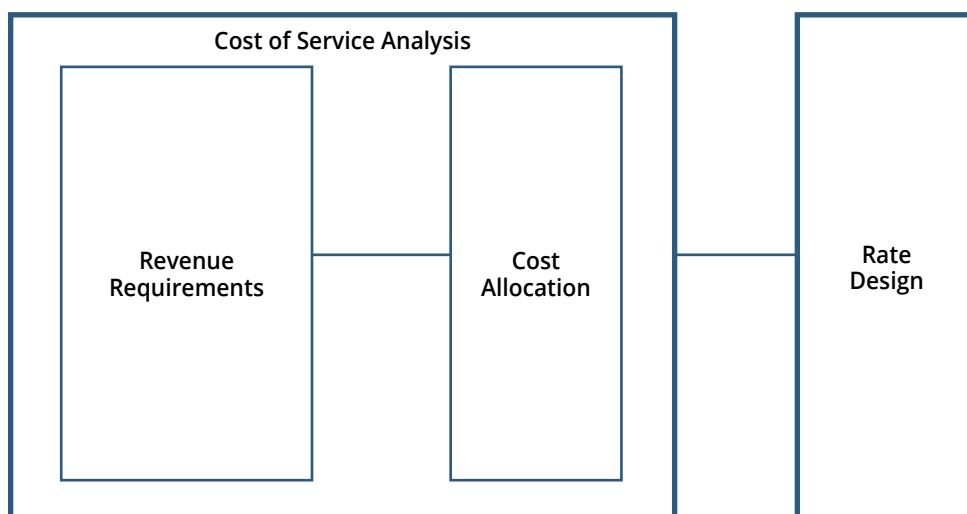 Cost of Service Analysis
Revenue
Requirements
Cost
Allocation
Rate
Design